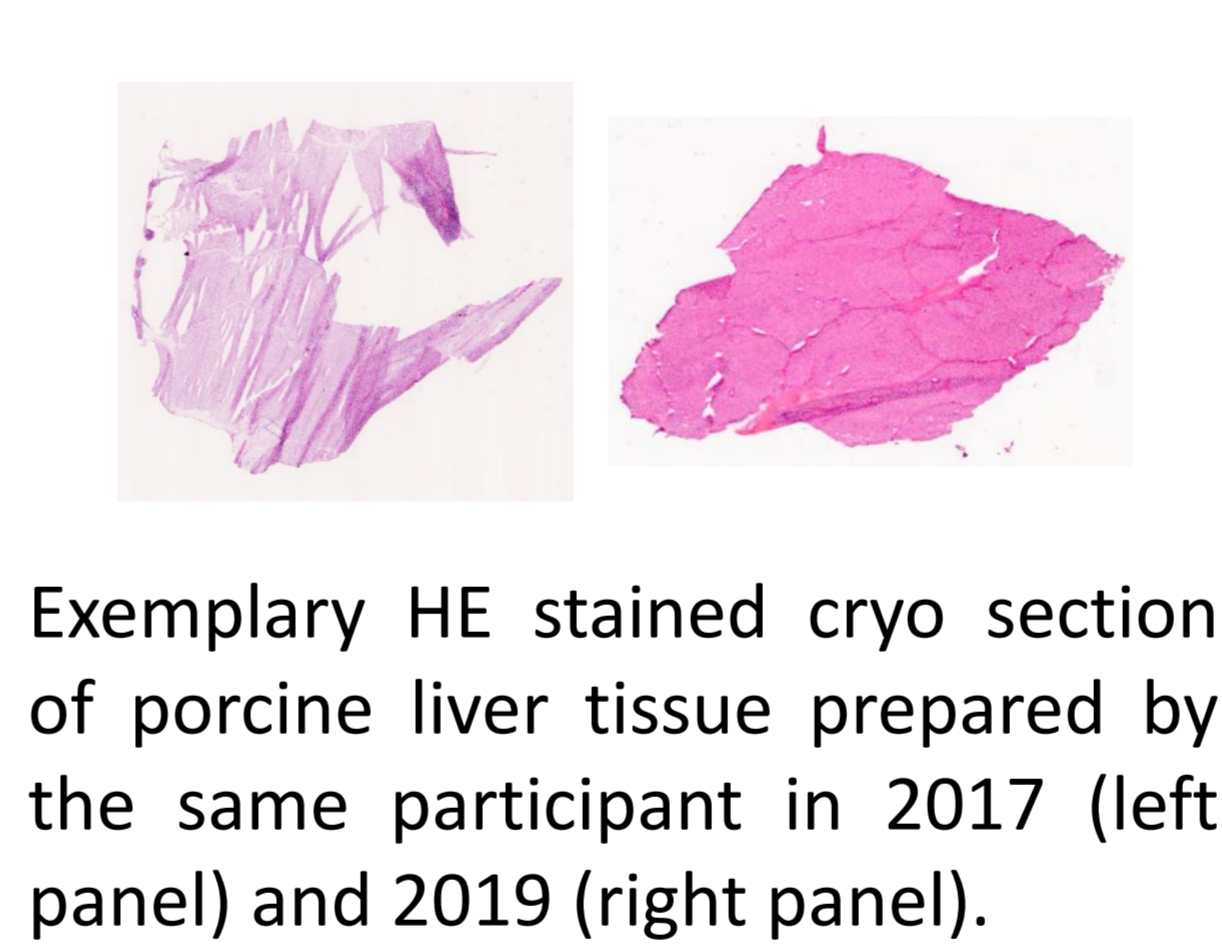 Exemplary HE stained cryo section
of porcine liver tissue prepared by
the same participant in 2017 (left
panel) and 2019 (right panel).